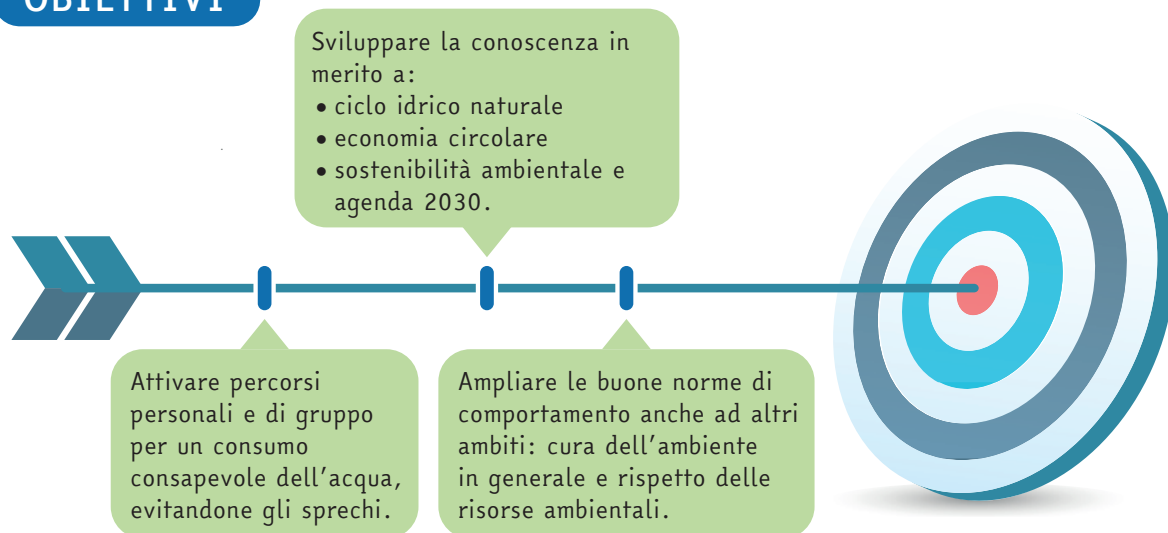 OBIETTIVI
Sviluppare la conoscenza in
merito a:
• ciclo idrico naturale
• economia circolare
• sostenibilità ambientale e
agenda 2030.
Attivare percorsi
personali e di gruppo
per un consumo
consapevole dell'acqua,
evitandone gli sprechi.
Ampliare le buone norme di
comportamento anche ad altri
ambiti: cura dell'ambiente
in generale e rispetto delle
risorse ambientali.